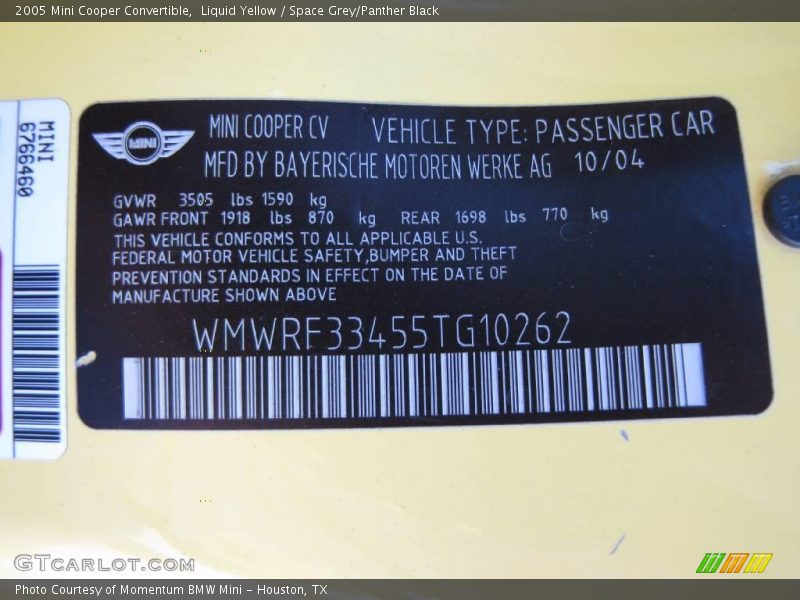 2005 Mini Cooper Convertible,  Liquid Yellow / Space Grey/Panther Black
MINI
6766460
MINI
MINI COOPER CV VEHICLE TYPE: PASSENGER CAR
MFD BY BAYERISCHE MOTOREN WERKE AG 10/04
GVWR 3505 lbs 1590 kg
GAWR FRONT 1918 lbs 870 kg REAR 1698 lbs 770 kg
THIS VEHICLE CONFORMS TO ALL APPLICABLE U.S.
FEDERAL MOTOR VEHICLE SAFETY,BUMPER AND THEFT
PREVENTION STANDARDS IN EFFECT ON THE DATE OF
MANUFACTURE SHOWN ABOVE
WMWRF33455TG10262
GTcarlot.com
Photo Courtesy of Momentum BMW Mini - Houston, TX